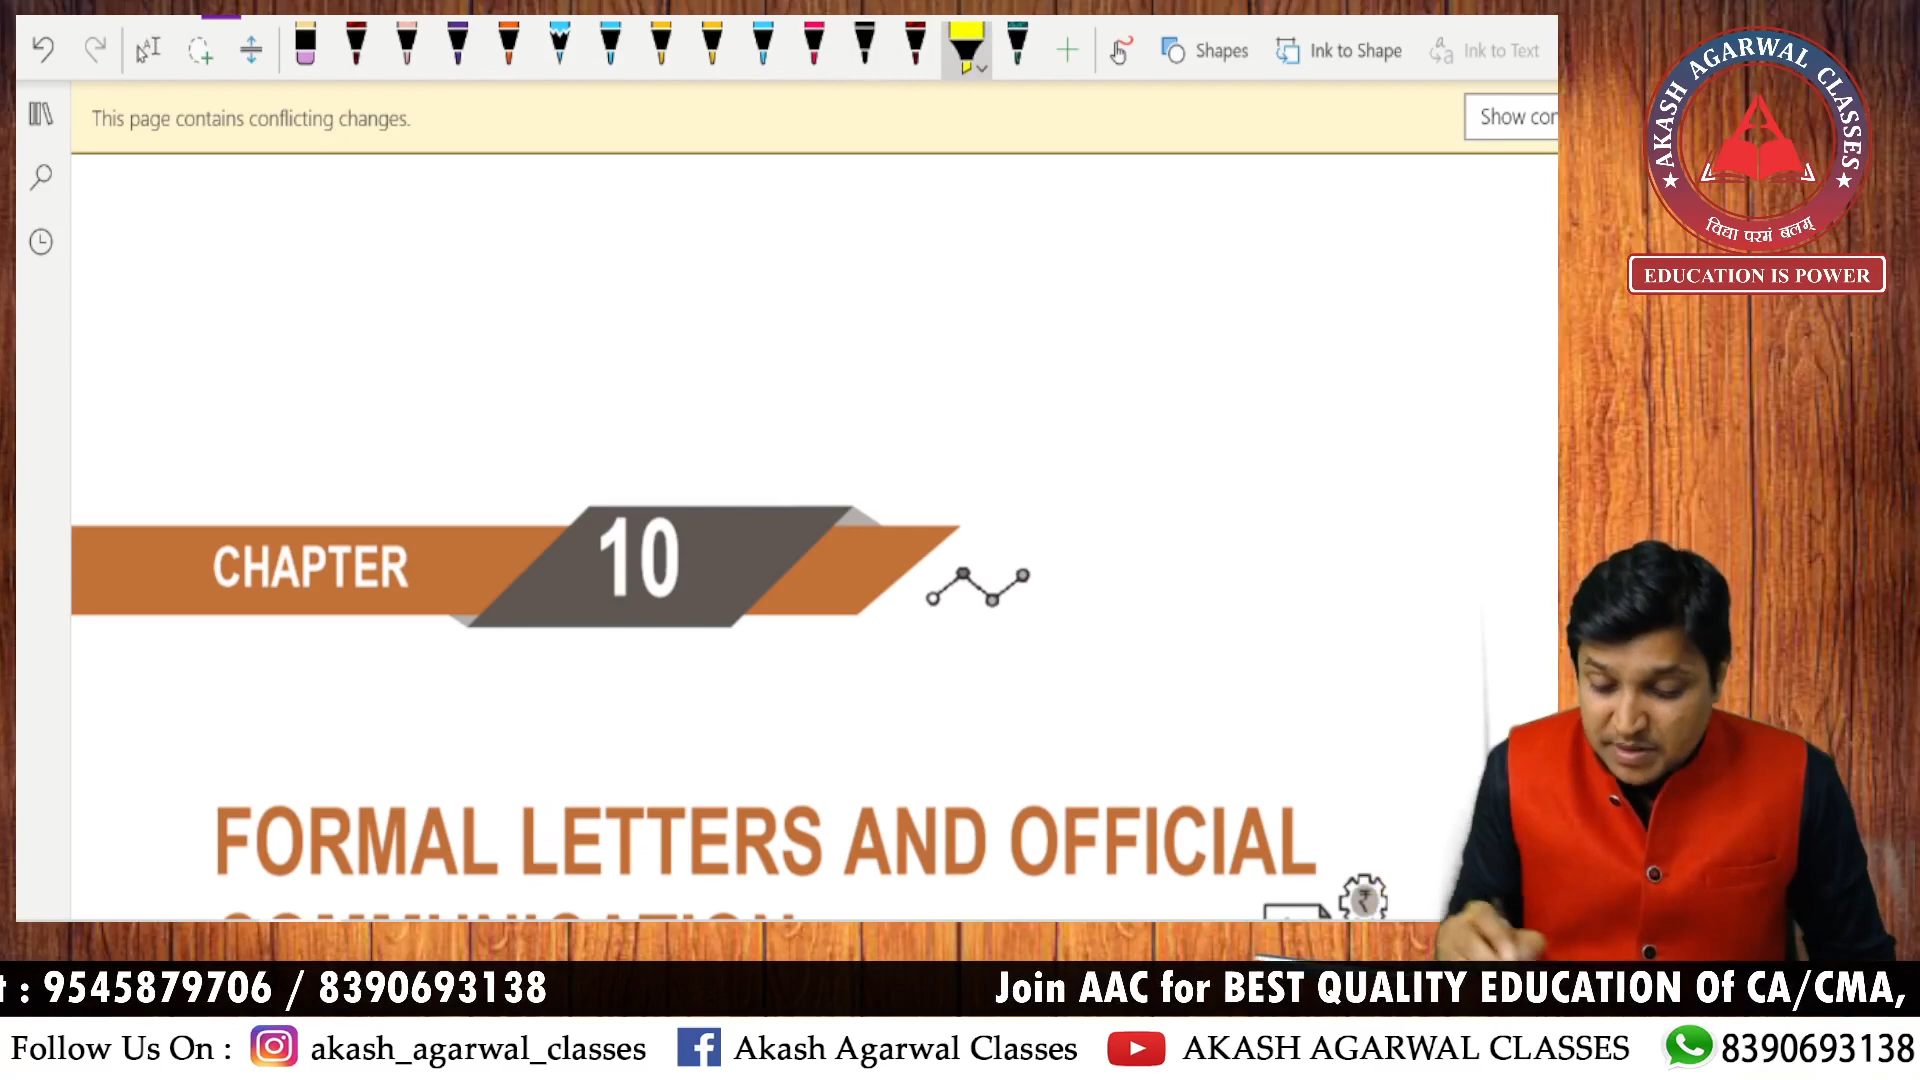 Shapes
Ink to Shape
Ink to Text
This page contains conflicting changes.
Show con
AKASH AGARWAL CLASSES
विद्या परमं बलम्
EDUCATION IS POWER
CHAPTER 10
FORMAL LETTERS AND OFFICIAL
COMMUNICATION
t : 9545879706 / 8390693138
Join AAC for BEST QUALITY EDUCATION Of CA/CMA,
Follow Us On : akash_agarwal_classes Akash Agarwal Classes AKASH AGARWAL CLASSES 8390693138